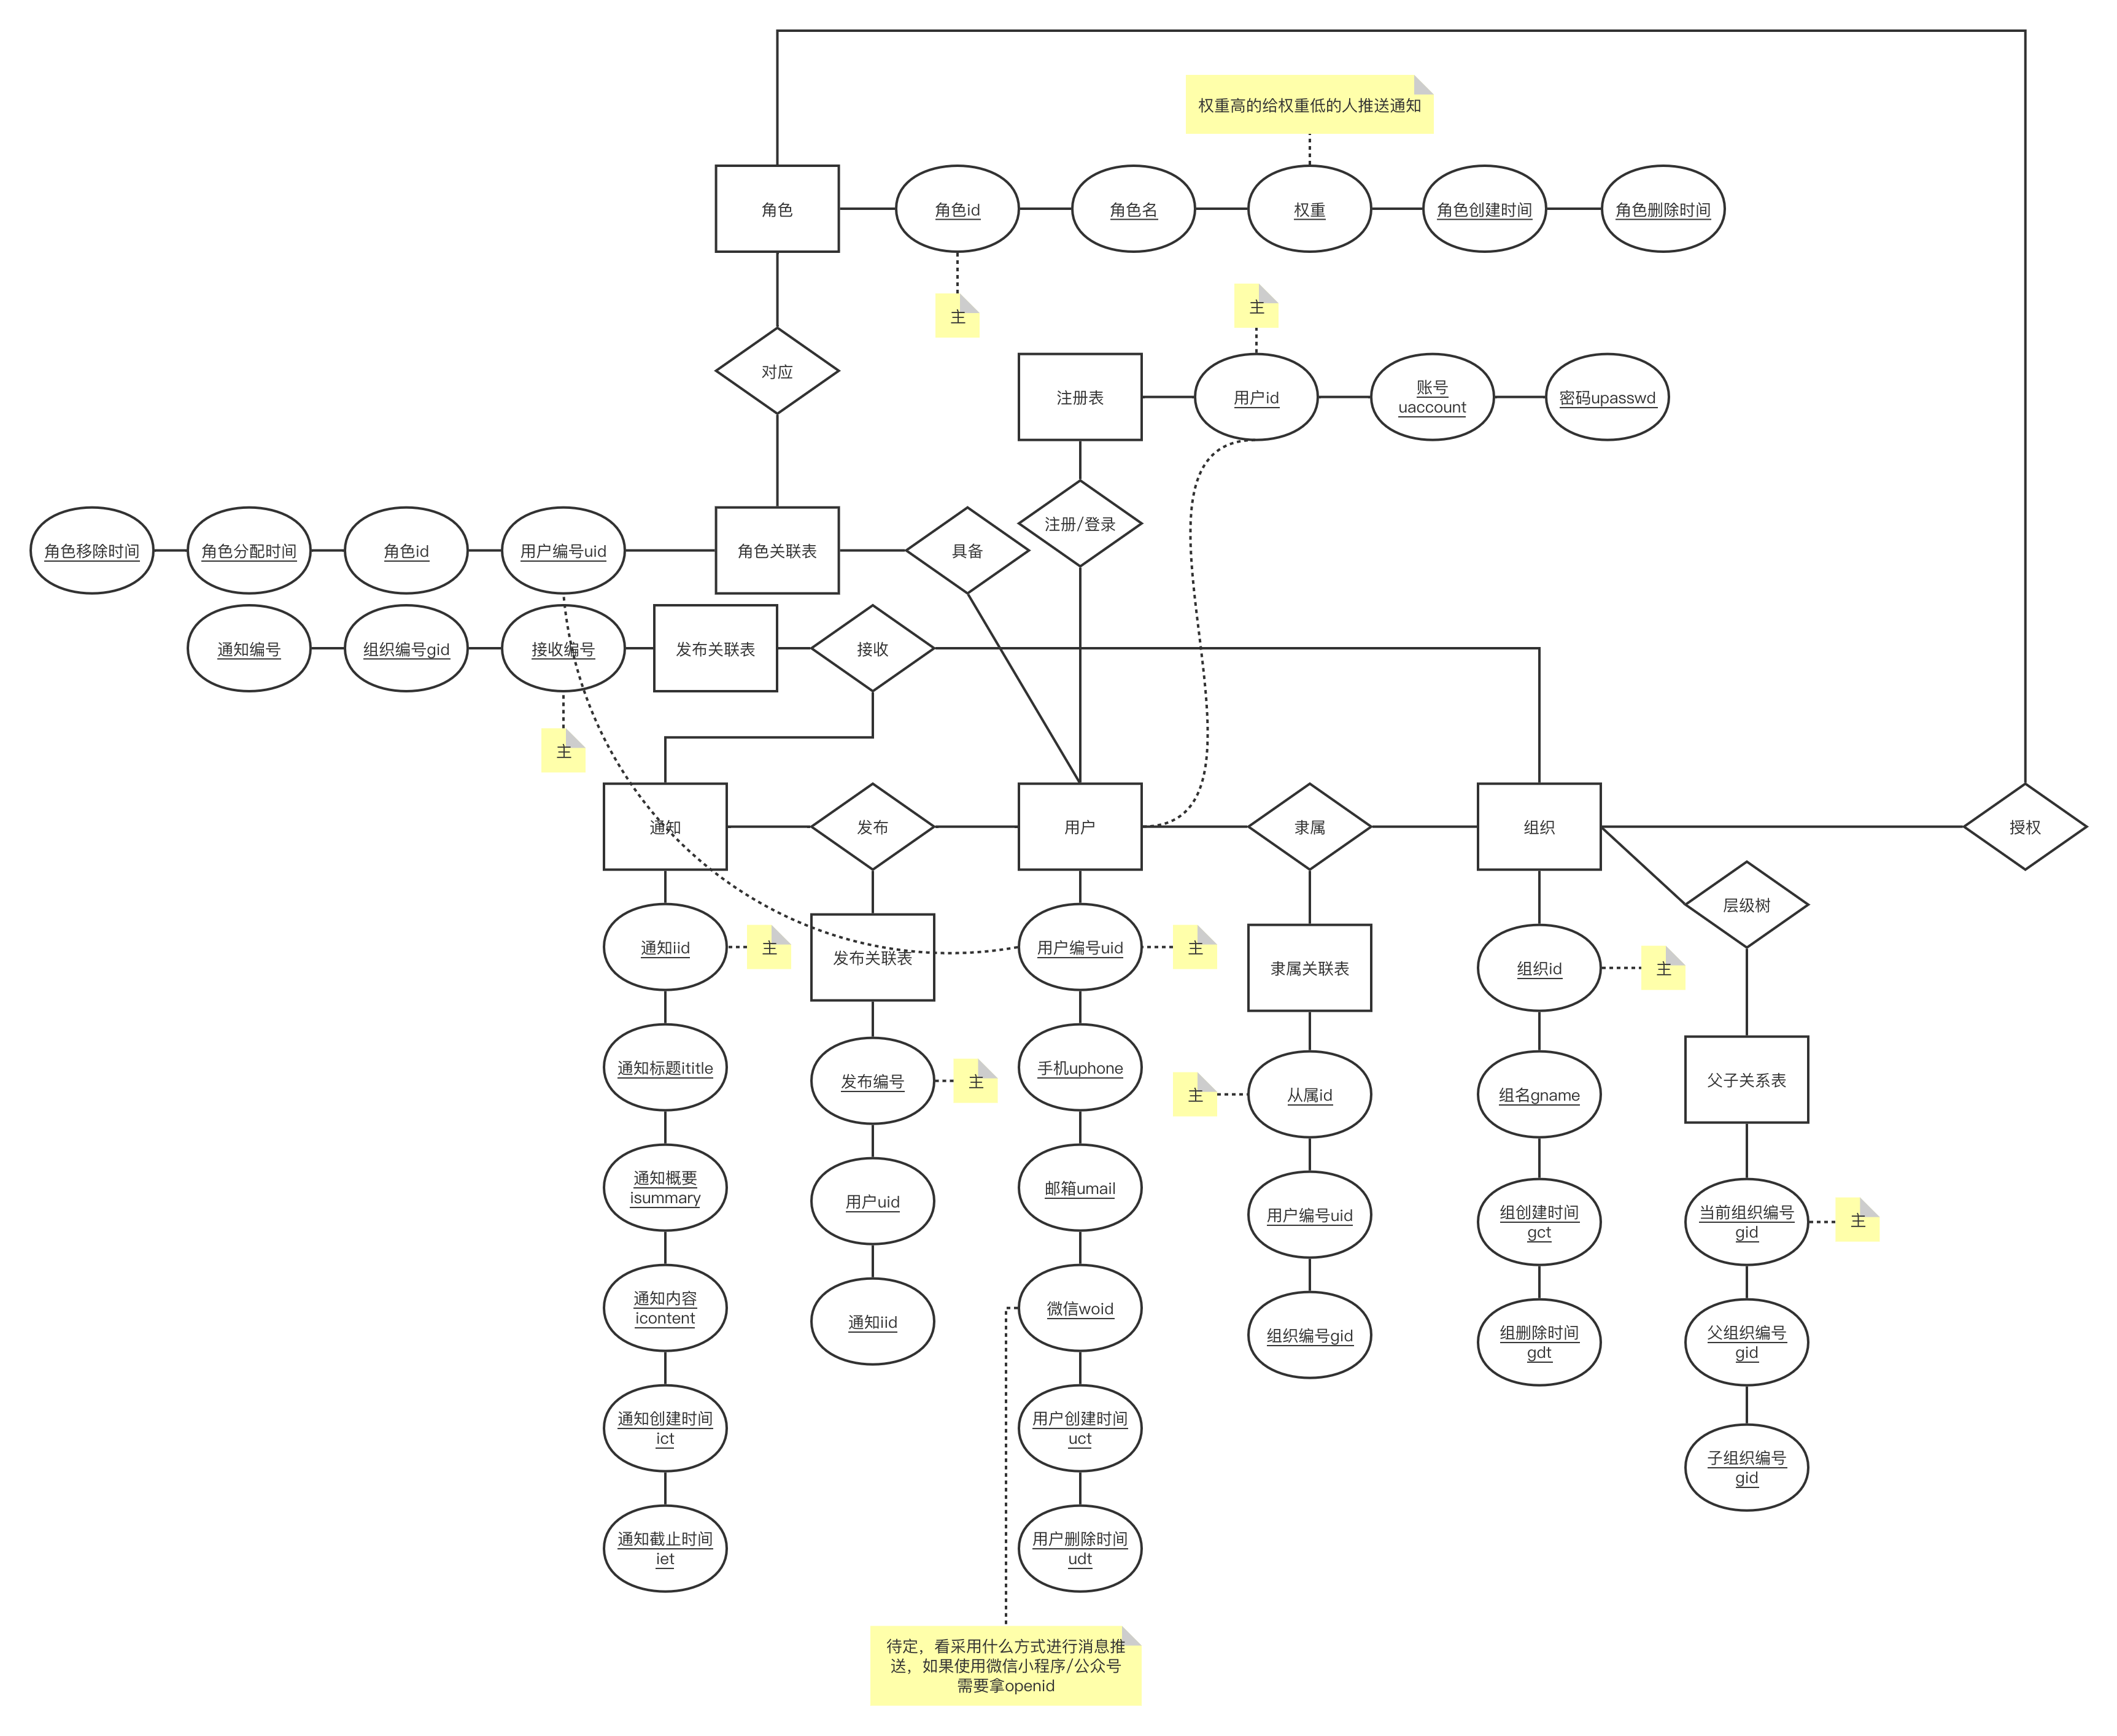 权重高的给权重低的人推送通知
角色
角色id
角色名
权重
角色创建时间
角色删除时间
主
主
对应
注册表
用户id
账号
uaccount
密码upasswd
注册/登录
角色移除时间
角色分配时间
角色id
用户编号uid
角色关联表
具备
通知编号
组织编号gid
接收编号
发布关联表
接收
主
通知
发布
用户
隶属
组织
授权
层级树
通知iid
主
发布关联表
用户编号uid
主
隶属关联表
组织id
主
通知标题ititle
发布编号
主
手机uphone
主
从属id
组名gname
父子关系表
通知概要
isummary
用户uid
邮箱umail
用户编号uid
组创建时间
gct
当前组织编号
gid
主
通知内容
icontent
通知iid
微信woid
组织编号gid
组删除时间
gdt
父组织编号
gid
通知创建时间
ict
用户创建时间
uct
子组织编号
gid
通知截止时间
iet
用户删除时间
udt
待定，看采用什么方式进行消息推
送，如果使用微信小程序/公众号
需要拿openid